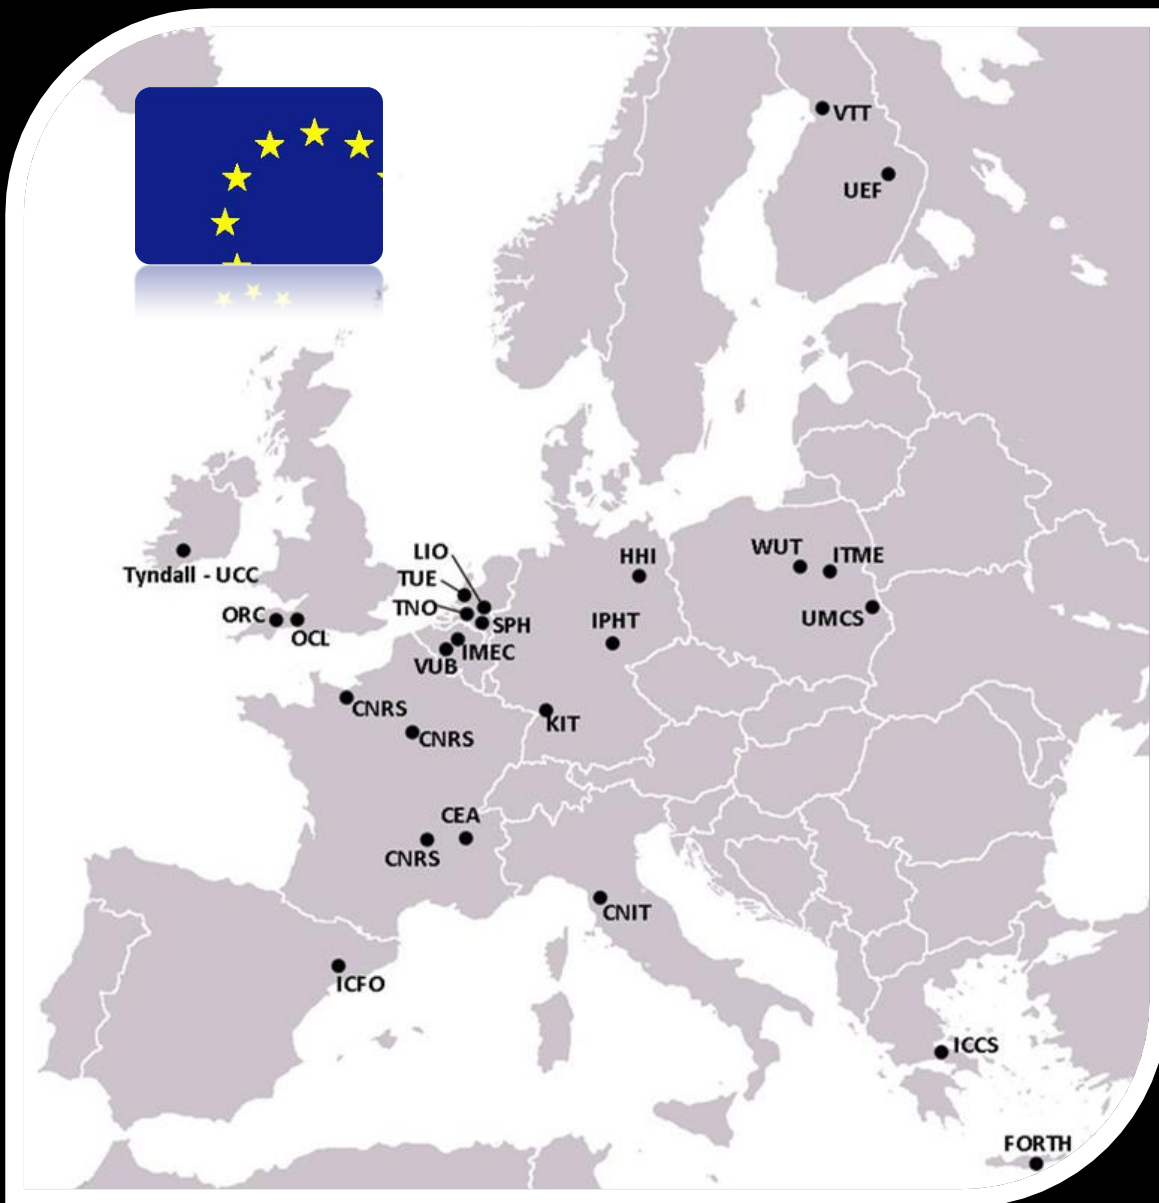 VTT
UEF
LIO
TUE
TNO
HHI
WUT
ITME
Tyndall - UCC
ORC
OCL
SPH
IPHT
UMCS
VUB
IMEC
CNRS
KIT
CNRS
CEA
CNRS
CNIT
ICFO
ICCS
FORTH